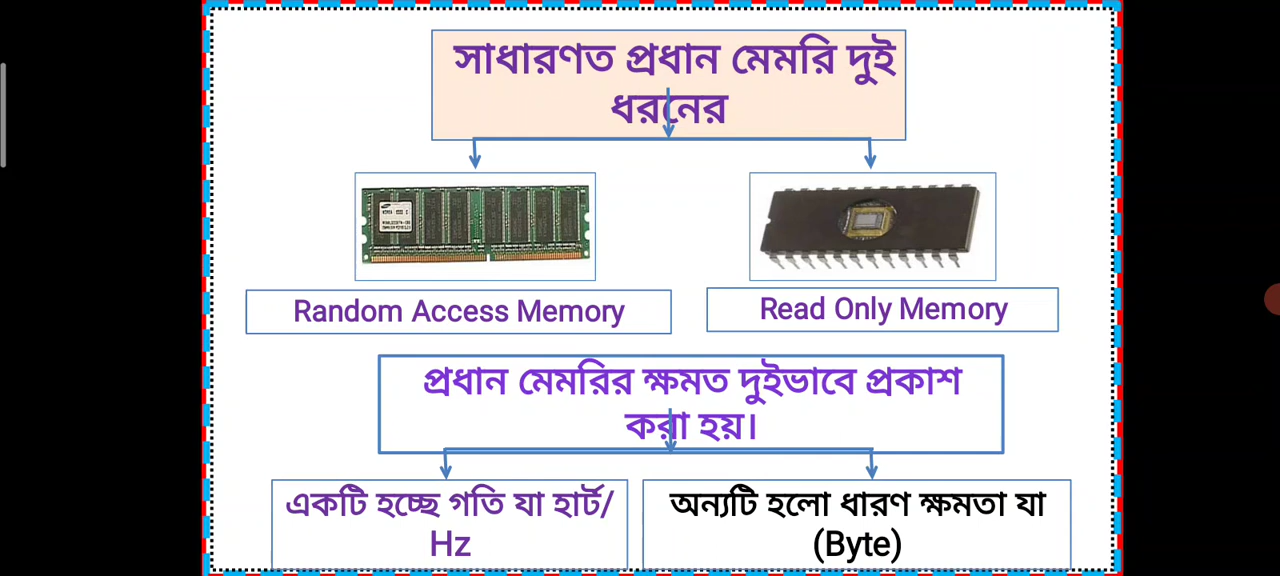 সাধারণত প্রধান মেমরি দুই
ধরনের
Random Access Memory
Read Only Memory
প্রধান মেমরির ক্ষমত দুইভাবে প্রকাশ
করা হয়।
একটি হচ্ছে গতি যা হার্ট/
Hz
অন্যটি হলো ধারণ ক্ষমতা যা
(Byte)